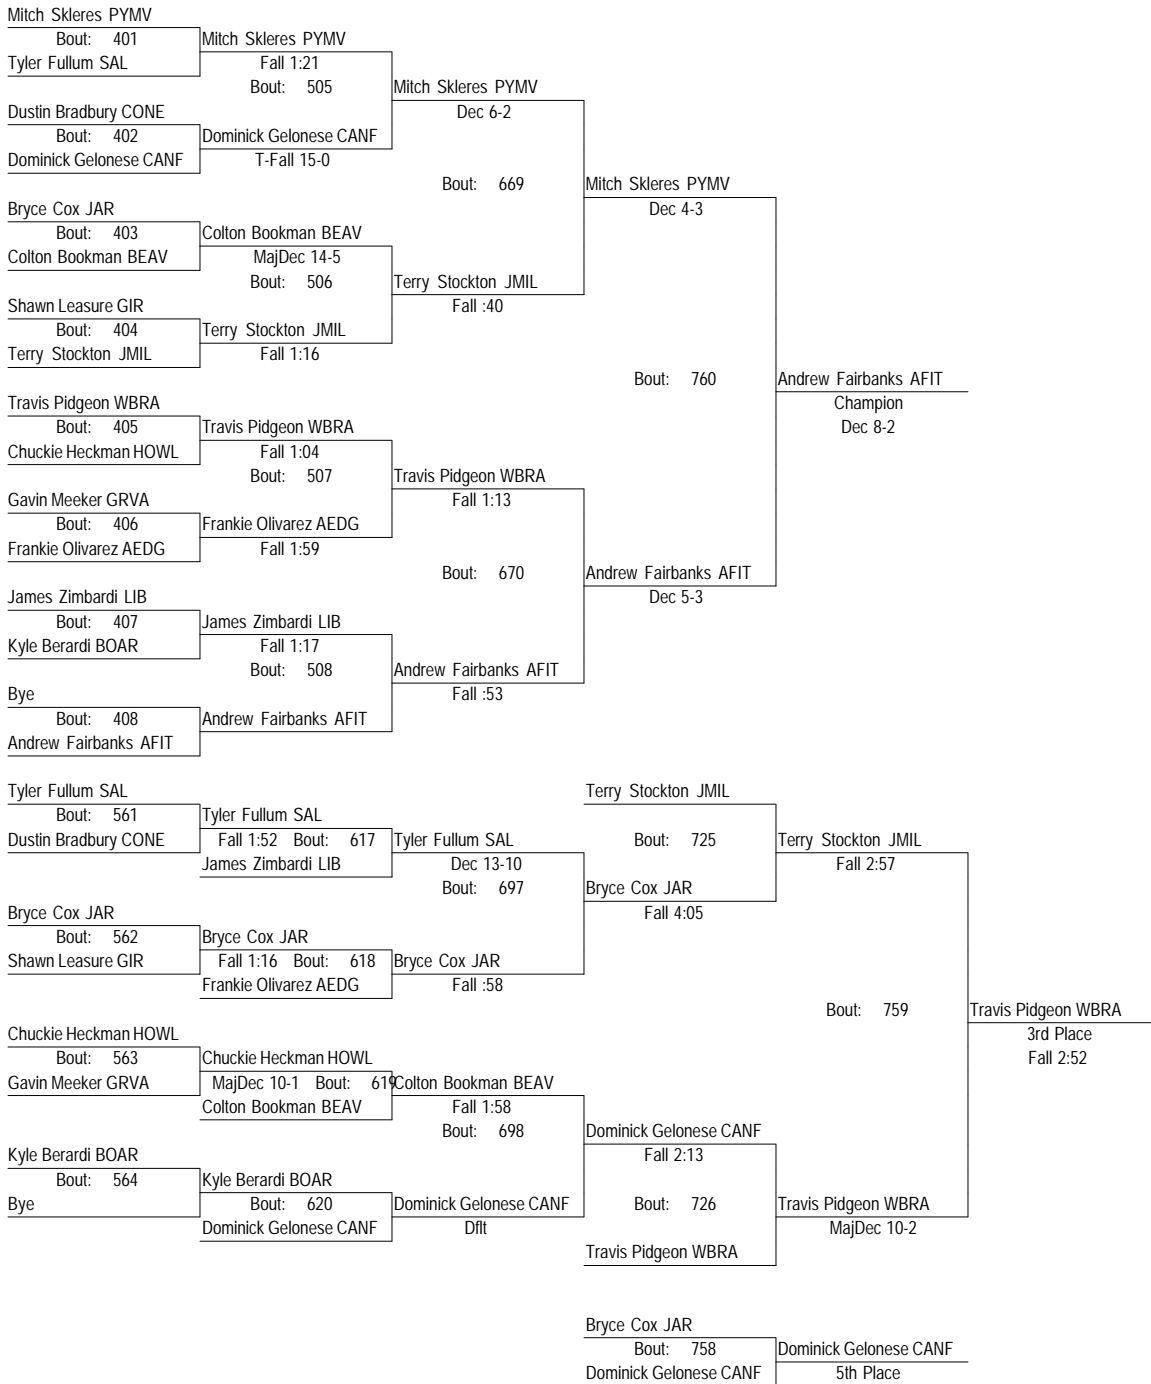 Mitch Skleres PYMV
Bout: 401
Mitch Skleres PYMV
Tyler Fullum SAL
Fall 1:21
Bout: 505
Mitch Skleres PYMV
Dustin Bradbury CONE
Dec 6-2
Bout: 402
Dominick Gelonese CANF
Dominick Gelonese CANF
T-Fall 15-0
Bout: 669
Mitch Skleres PYMV
Bryce Cox JAR
Dec 4-3
Bout: 403
Colton Bookman BEAV
Colton Bookman BEAV
MajDec 14-5
Bout: 506
Terry Stockton JMIL
Shawn Leasure GIR
Fall :40
Bout: 404
Terry Stockton JMIL
Terry Stockton JMIL
Fall 1:16
Bout: 760
Andrew Fairbanks AFIT
Travis Pidgeon WBRA
Champion
Bout: 405
Travis Pidgeon WBRA
Dec 8-2
Chuckie Heckman HOWL
Fall 1:04
Bout: 507
Travis Pidgeon WBRA
Gavin Meeker GRVA
Fall 1:13
Bout: 406
Frankie Olivarez AEDG
Frankie Olivarez AEDG
Fall 1:59
Bout: 670
Andrew Fairbanks AFIT
James Zimbardi LIB
Dec 5-3
Bout: 407
James Zimbardi LIB
Kyle Berardi BOAR
Fall 1:17
Bout: 508
Andrew Fairbanks AFIT
Bye
Fall :53
Bout: 408
Andrew Fairbanks AFIT
Andrew Fairbanks AFIT
Tyler Fullum SAL
Terry Stockton JMIL
Bout: 561
Tyler Fullum SAL
Dustin Bradbury CONE
Fall 1:52 Bout: 617
Tyler Fullum SAL
Bout: 725
Terry Stockton JMIL
James Zimbardi LIB
Dec 13-10
Fall 2:57
Bout: 697
Bryce Cox JAR
Bryce Cox JAR
Fall 4:05
Bout: 562
Bryce Cox JAR
Shawn Leasure GIR
Fall 1:16 Bout: 618
Bryce Cox JAR
Frankie Olivarez AEDG
Fall :58
Bout: 759
Travis Pidgeon WBRA
Chuckie Heckman HOWL
3rd Place
Bout: 563
Chuckie Heckman HOWL
Fall 2:52
Gavin Meeker GRVA
MajDec 10-1 Bout: 619
Colton Bookman BEAV
Colton Bookman BEAV
Fall 1:58
Bout: 698
Dominick Gelonese CANF
Kyle Berardi BOAR
Fall 2:13
Bout: 564
Kyle Berardi BOAR
Bye
Bout: 620
Dominick Gelonese CANF
Bout: 726
Travis Pidgeon WBRA
Dominick Gelonese CANF
Dflt
MajDec 10-2
Travis Pidgeon WBRA
Bryce Cox JAR
Bout: 758
Dominick Gelonese CANF
Dominick Gelonese CANF
5th Place